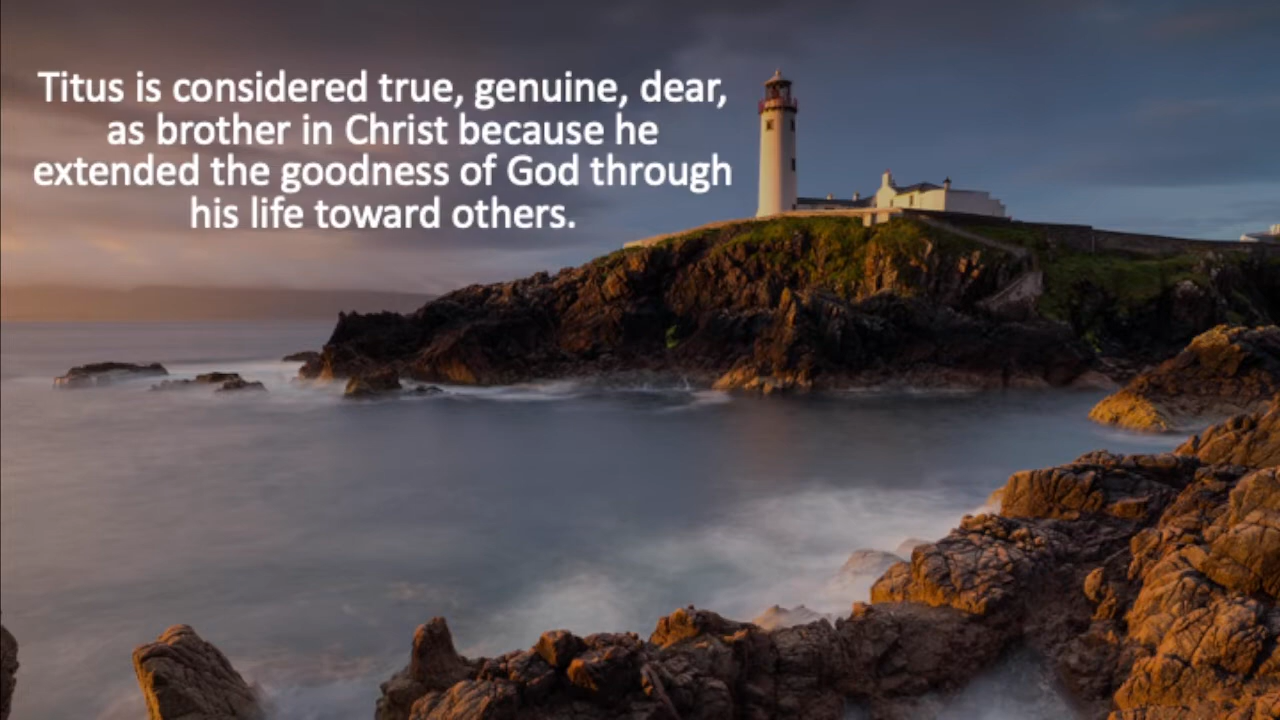 Titus is considered true, genuine, dear,
as brother in Christ because he
extended the goodness of God through
his life toward others.